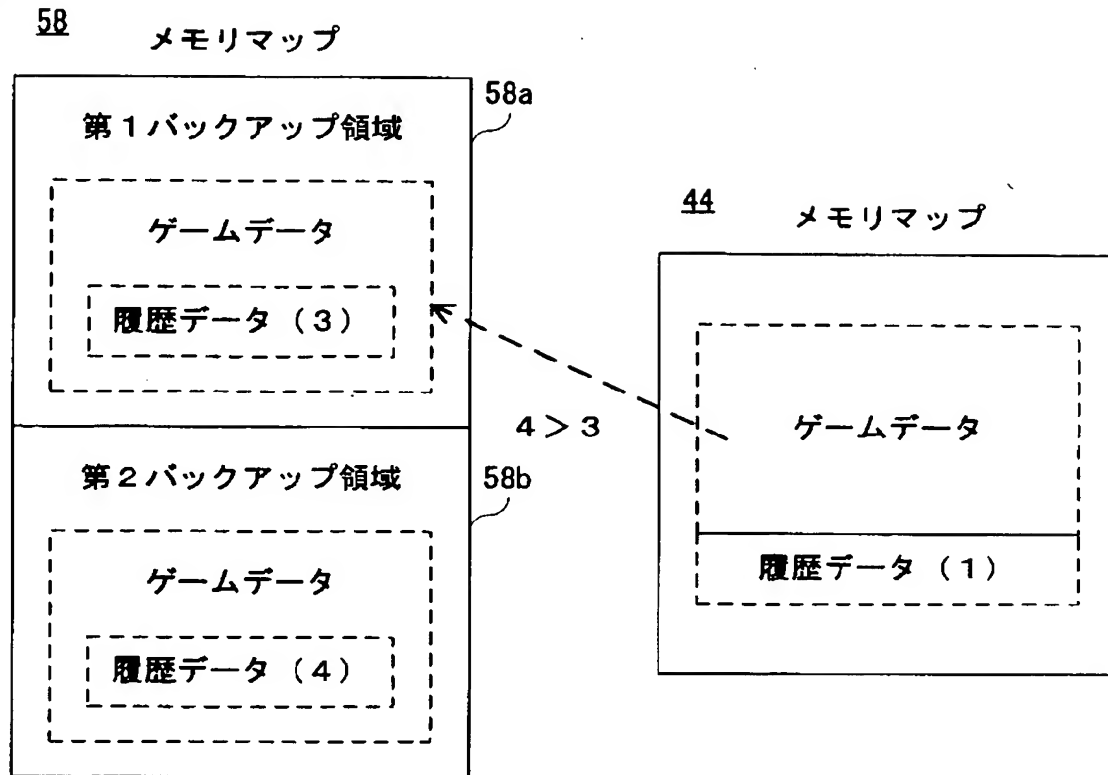 58
メモリマップ
58a
第1バックアップ領域
ゲームデータ
履歴データ(3)
4>3
第2バックアップ領域
58b
ゲームデータ
履歴データ(4)
44
メモリマップ
ゲームデータ
履歴データ(1)